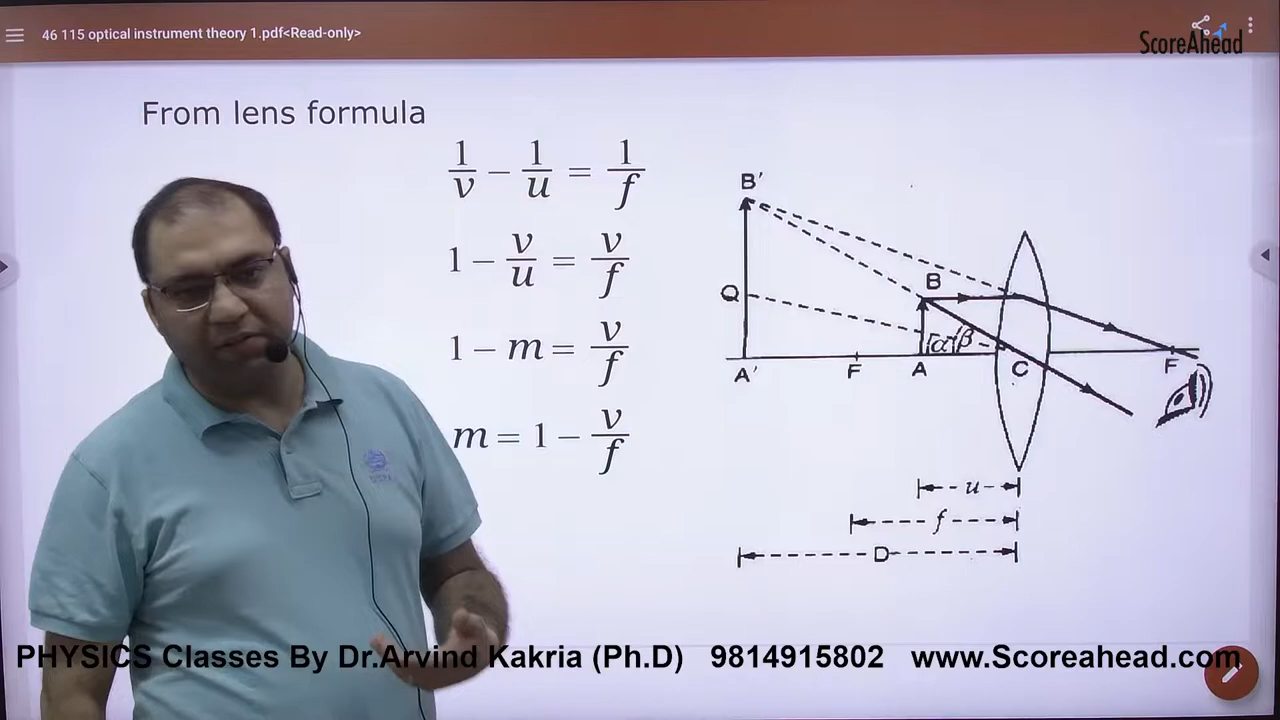 46 115 optical instrument theory 1.pdf<Read-only>
ScoreAhead
From lens formula
1/v − 1/u = 1/f
1 − v/u = v/f
1 − m = v/f
m = 1 − v/f
B′
B
Q
α β
A′ F A C F
u
f
D
PHYSICS Classes By Dr.Arvind Kakria (Ph.D) 9814915802 www.Scoreahead.com